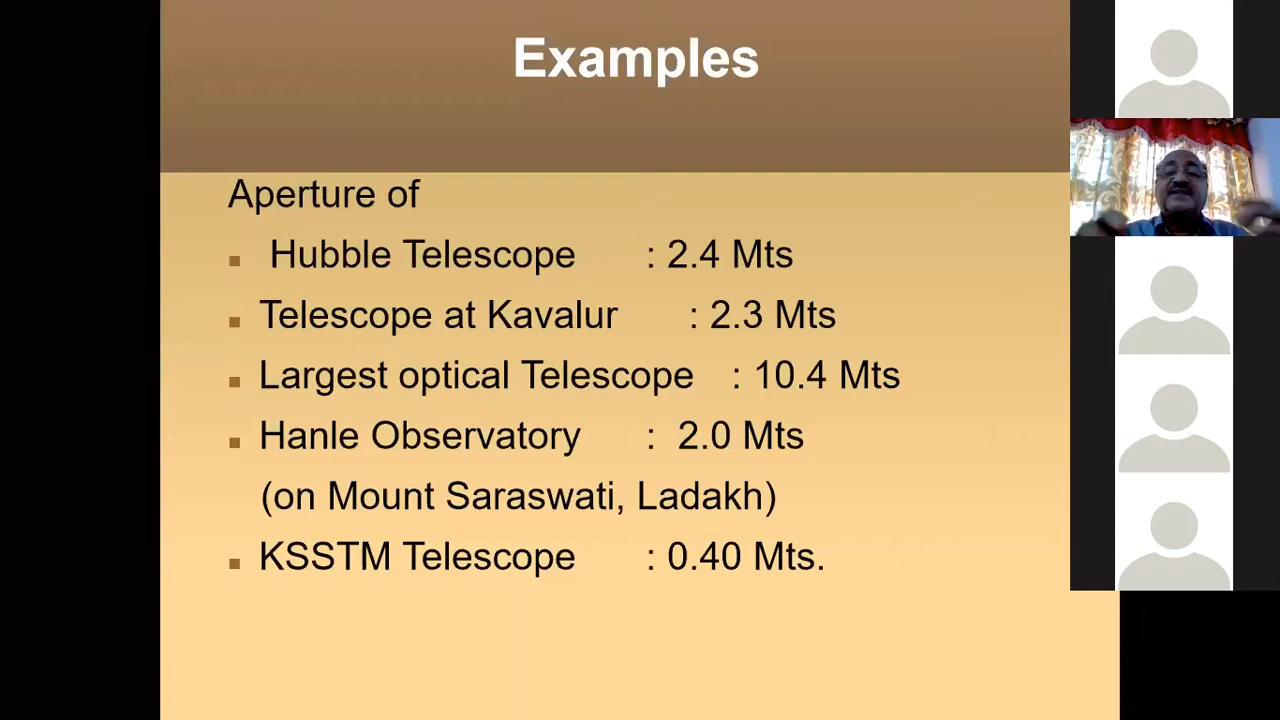 Examples
Aperture of
Hubble Telescope : 2.4 Mts
Telescope at Kavalur : 2.3 Mts
Largest optical Telescope : 10.4 Mts
Hanle Observatory : 2.0 Mts
(on Mount Saraswati, Ladakh)
KSSTM Telescope : 0.40 Mts.